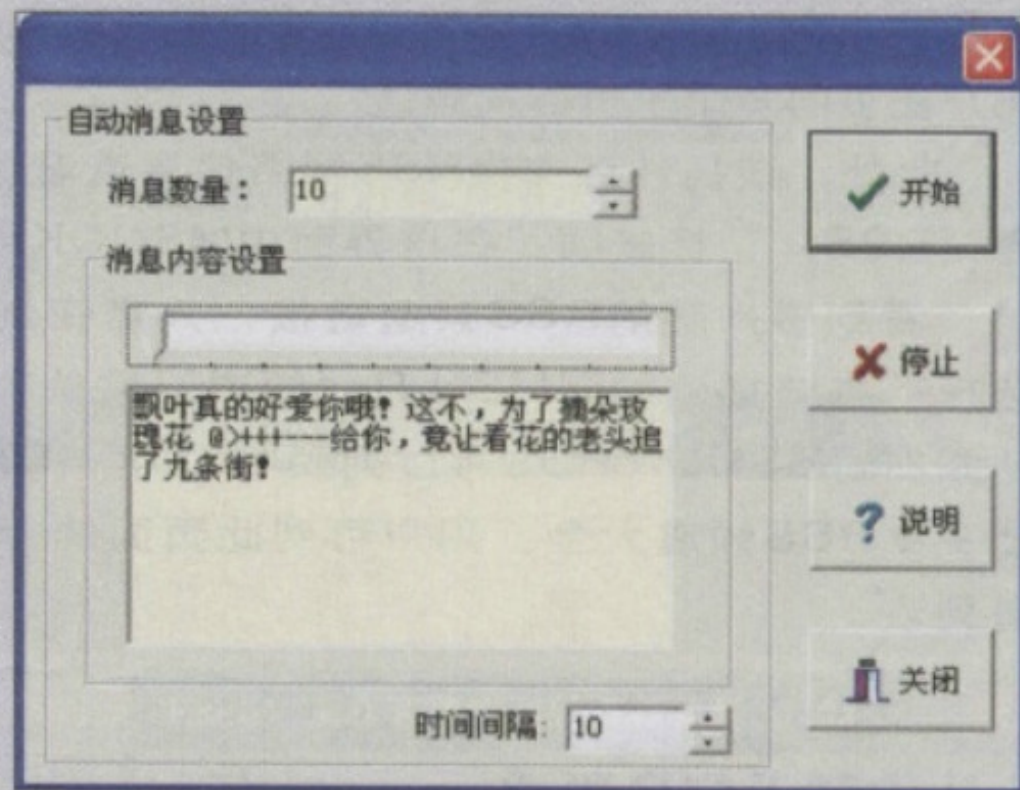 自动消息设置
消息数量： 10
开始
消息内容设置
停止
飘叶真的好爱你哦！这不，为了摘朵玫
瑰花 @>+++---给你，竟让看花的老头追
了九条街！
说明
关闭
时间间隔: 10